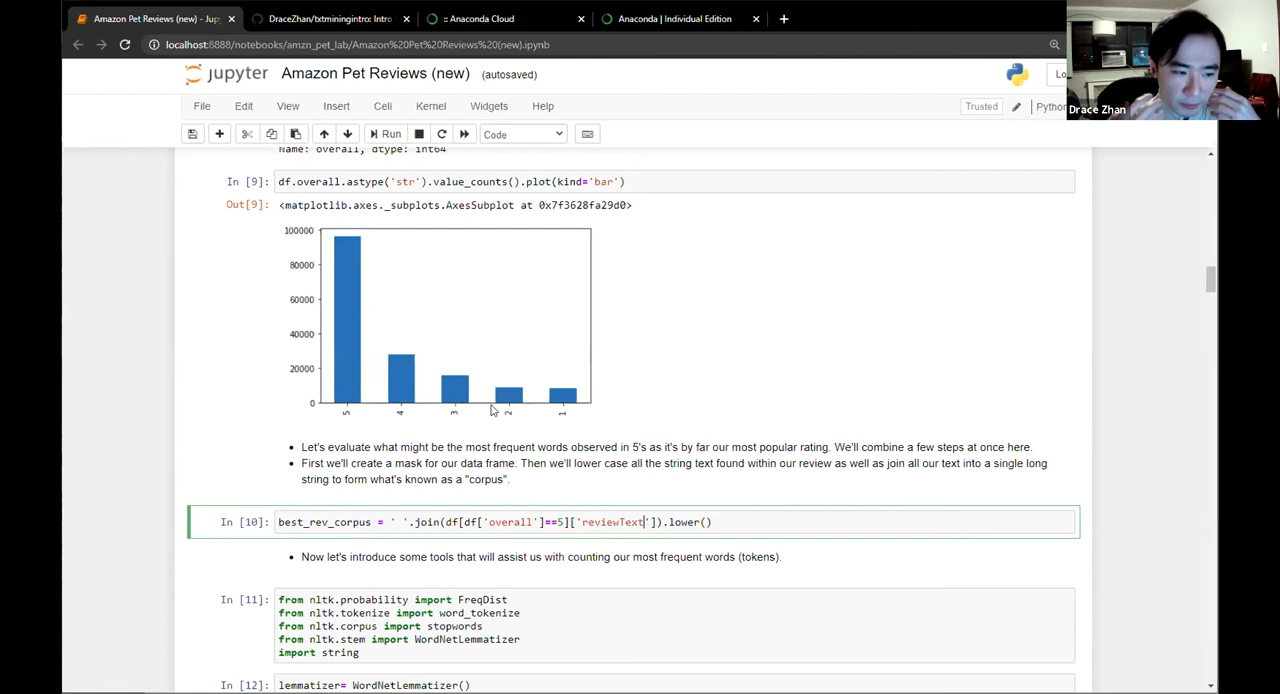 Amazon Pet Reviews (new) - Jup
DraceZhan/txtminingintro: Intro
:: Anaconda Cloud
Anaconda | Individual Edition
localhost:8888/notebooks/amzn_pet_lab/Amazon%20Pet%20Reviews%20(new).ipynb
jupyter
Amazon Pet Reviews (new)
(autosaved)
Lo
Drace Zhan
File
Edit
View
Insert
Cell
Kernel
Widgets
Help
Trusted
Python
Run
Code
Name: overall, dtype: int64
In [9]: df.overall.astype('str').value_counts().plot(kind='bar')
Out[9]: <matplotlib.axes._subplots.AxesSubplot at 0x7f3628fa29d0>
100000
80000
60000
40000
20000
0
5 4 3 2 1
• Let's evaluate what might be the most frequent words observed in 5's as it's by far our most popular rating. We'll combine a few steps at once here.
• First we'll create a mask for our data frame. Then we'll lower case all the string text found within our review as well as join all our text into a single long
string to form what's known as a "corpus".
In [10]: best_rev_corpus = ' '.join(df[df['overall']==5]['reviewText']).lower()
• Now let's introduce some tools that will assist us with counting our most frequent words (tokens).
In [11]: from nltk.probability import FreqDist
from nltk.tokenize import word_tokenize
from nltk.corpus import stopwords
from nltk.stem import WordNetLemmatizer
import string
In [12]: lemmatizer= WordNetLemmatizer()